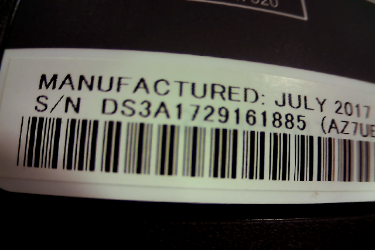 MANUFACTURED: JULY 2017
S/N DS3A1729161885